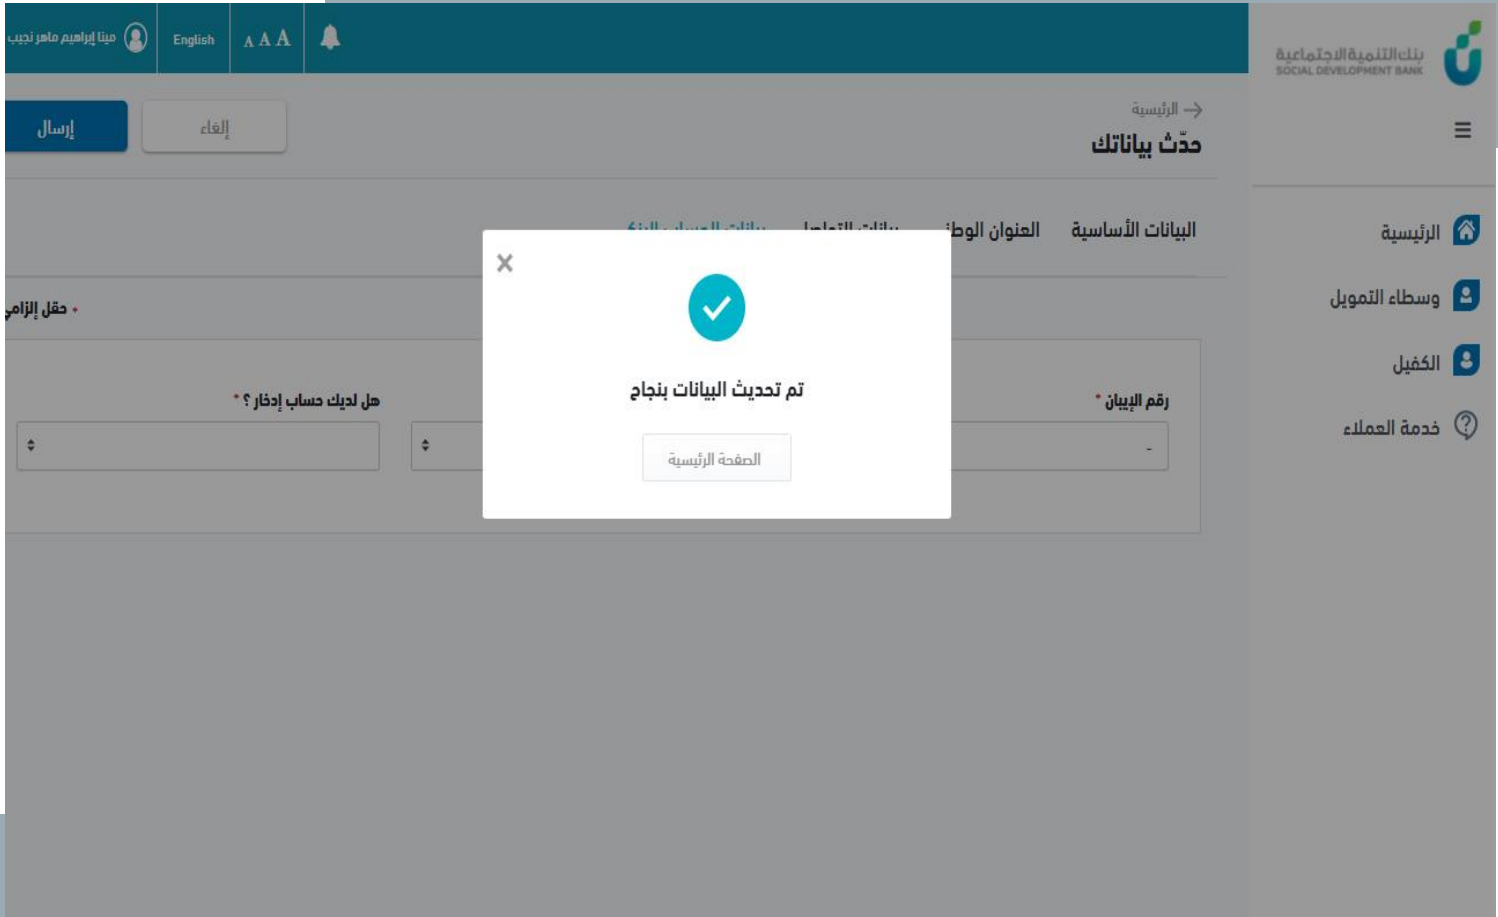 بنك التنمية الاجتماعية
SOCIAL DEVELOPMENT BANK
A A A
English
مينا إبراهيم ماهر نجيب
الرئيسية
حدّث بياناتك
إلغاء
إرسال
الرئيسية
وسطاء التمويل
الكفيل
خدمة العملاء
البيانات الأساسية
العنوان
* حقل إلزامي
رقم الإيبان *
-
هل لديك حساب إدخار ؟ *
×
تم تحديث البيانات بنجاح
الصفحة الرئيسية